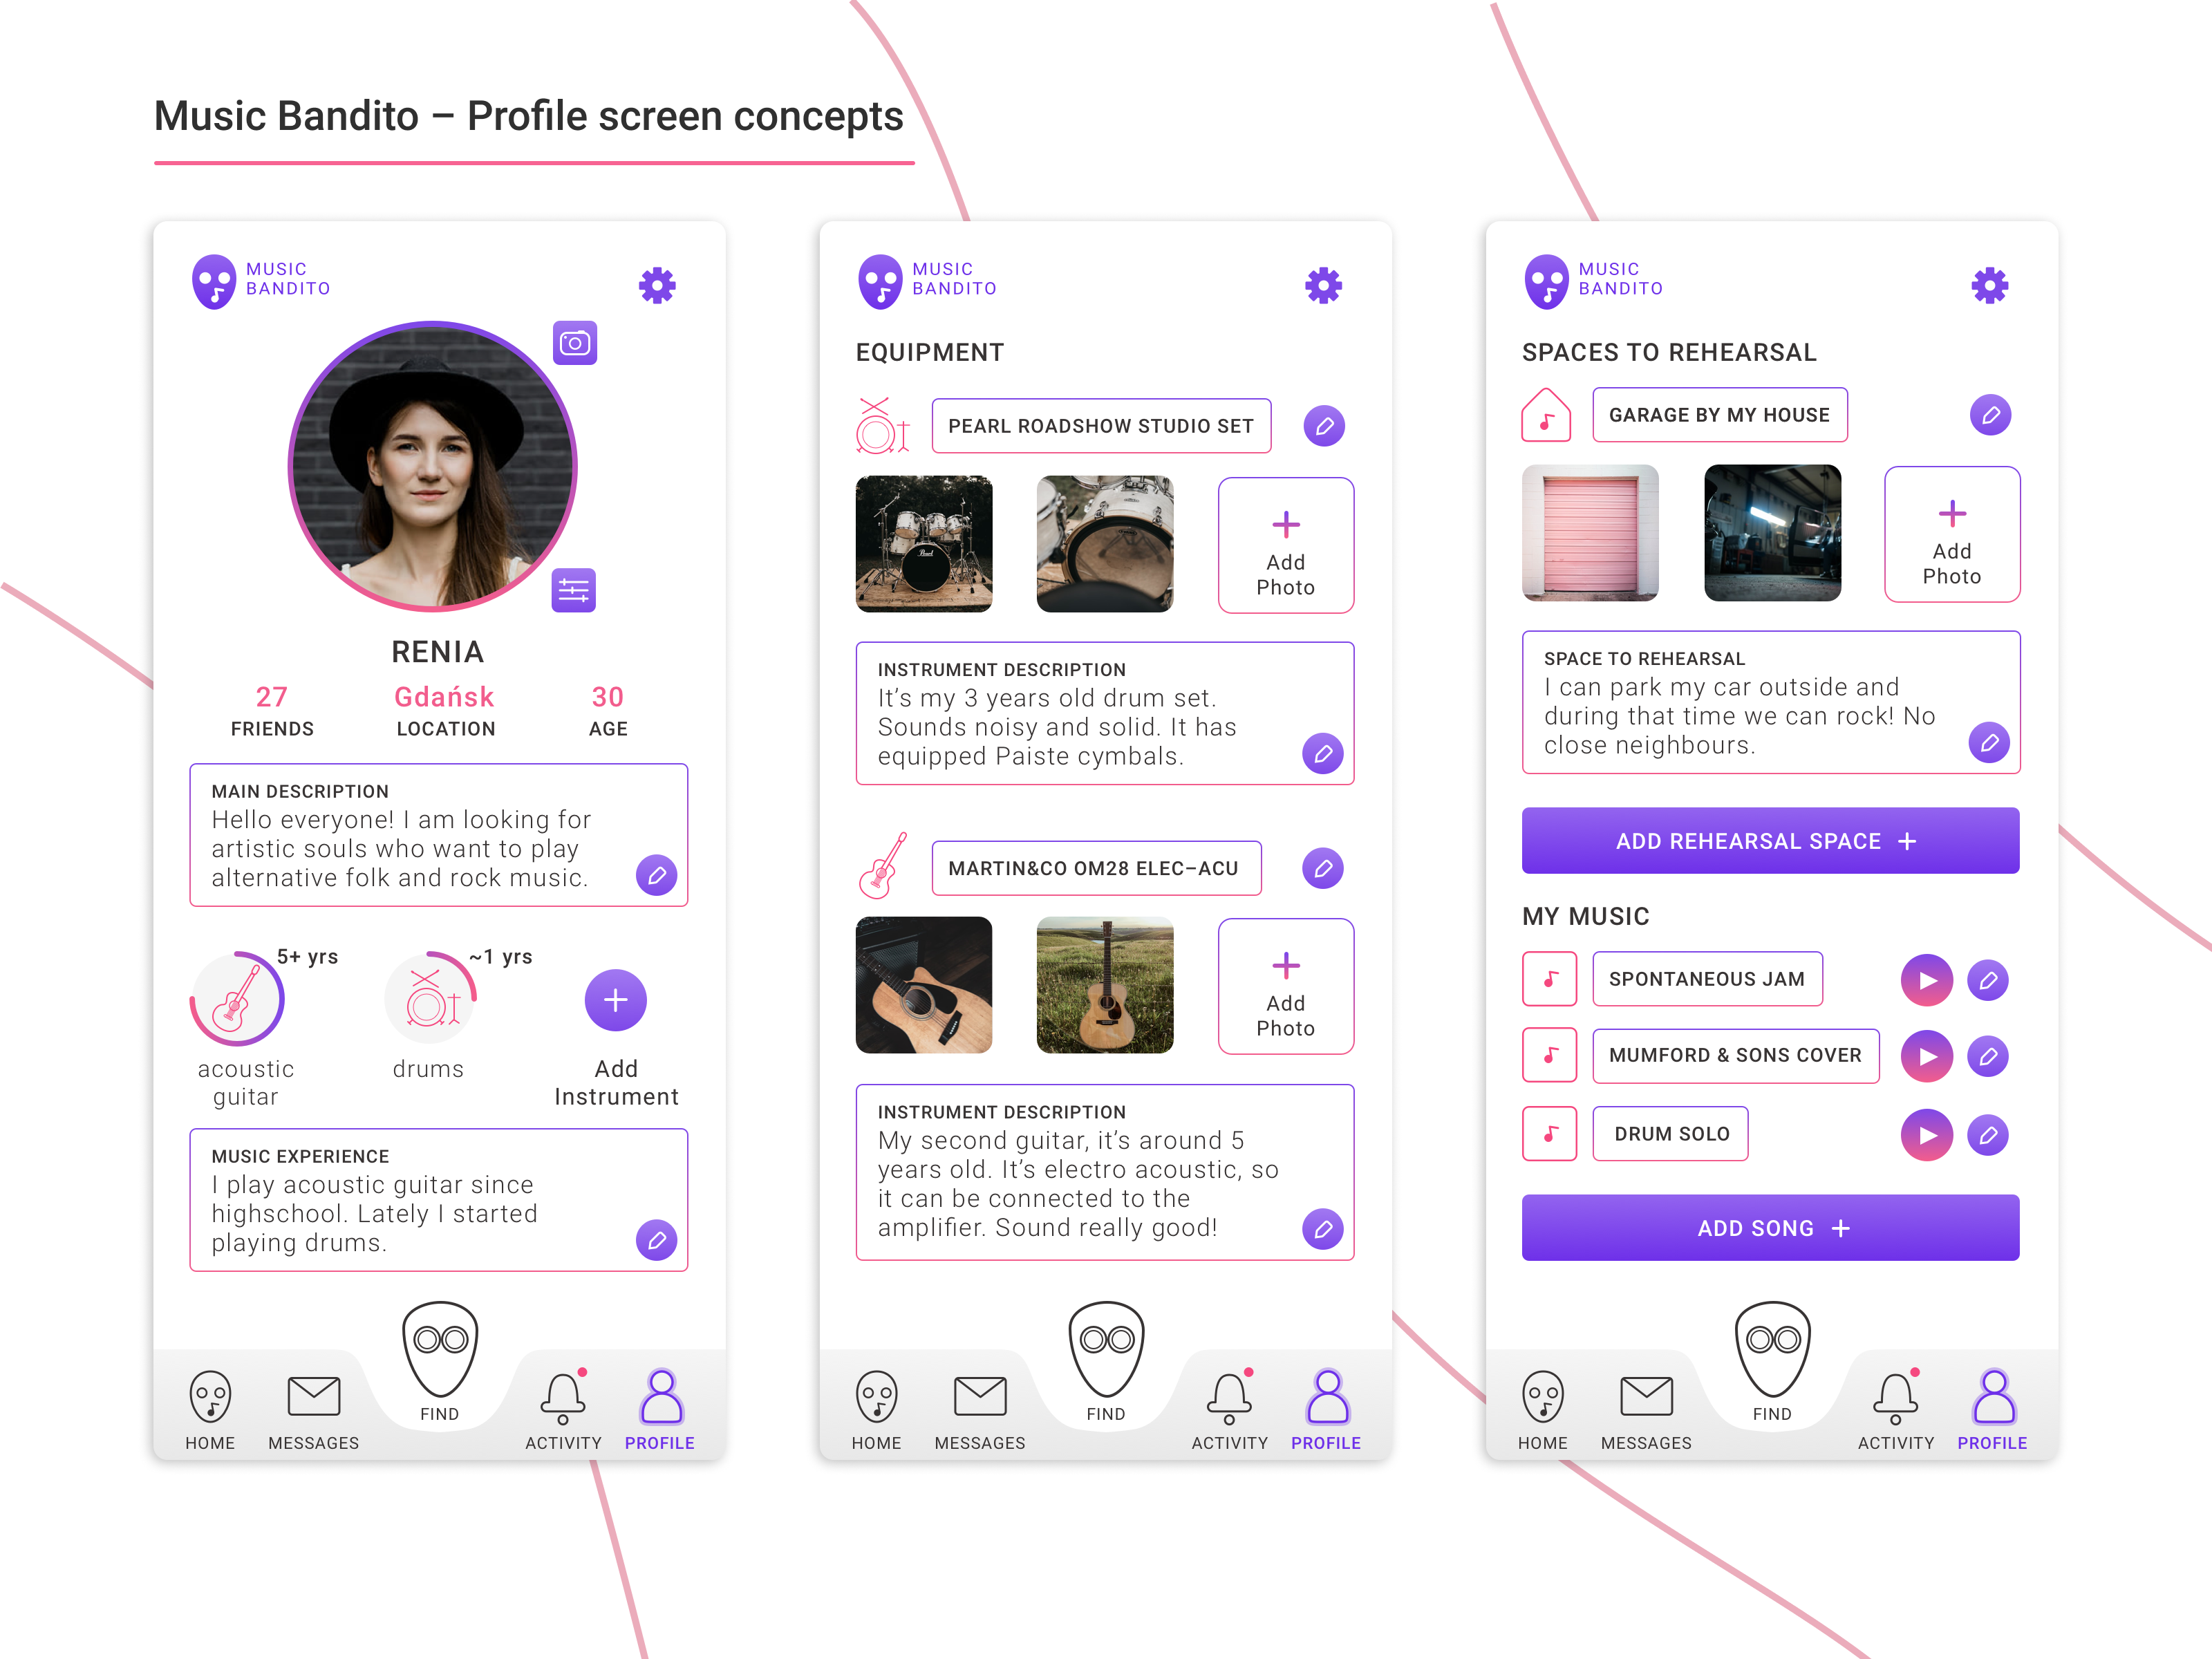 Music Bandito – Profile screen concepts
MUSIC
BANDITO
RENIA
27
Gdańsk
30
FRIENDS
LOCATION
AGE
MAIN DESCRIPTION
Hello everyone! I am looking for
artistic souls who want to play
alternative folk and rock music.
5+ yrs
~1 yrs
acoustic
guitar
drums
Add
Instrument
MUSIC EXPERIENCE
I play acoustic guitar since
highschool. Lately I started
playing drums.
HOME
MESSAGES
FIND
ACTIVITY
PROFILE
MUSIC
BANDITO
EQUIPMENT
PEARL ROADSHOW STUDIO SET
Pearl
Add
Photo
INSTRUMENT DESCRIPTION
It’s my 3 years old drum set.
Sounds noisy and solid. It has
equipped Paiste cymbals.
MARTIN&CO OM28 ELEC–ACU
Add
Photo
INSTRUMENT DESCRIPTION
My second guitar, it’s around 5
years old. It’s electro acoustic, so
it can be connected to the
amplifier. Sound really good!
HOME
MESSAGES
FIND
ACTIVITY
PROFILE
MUSIC
BANDITO
SPACES TO REHEARSAL
GARAGE BY MY HOUSE
Add
Photo
SPACE TO REHEARSAL
I can park my car outside and
during that time we can rock! No
close neighbours.
ADD REHEARSAL SPACE +
MY MUSIC
SPONTANEOUS JAM
MUMFORD & SONS COVER
DRUM SOLO
ADD SONG +
HOME
MESSAGES
FIND
ACTIVITY
PROFILE